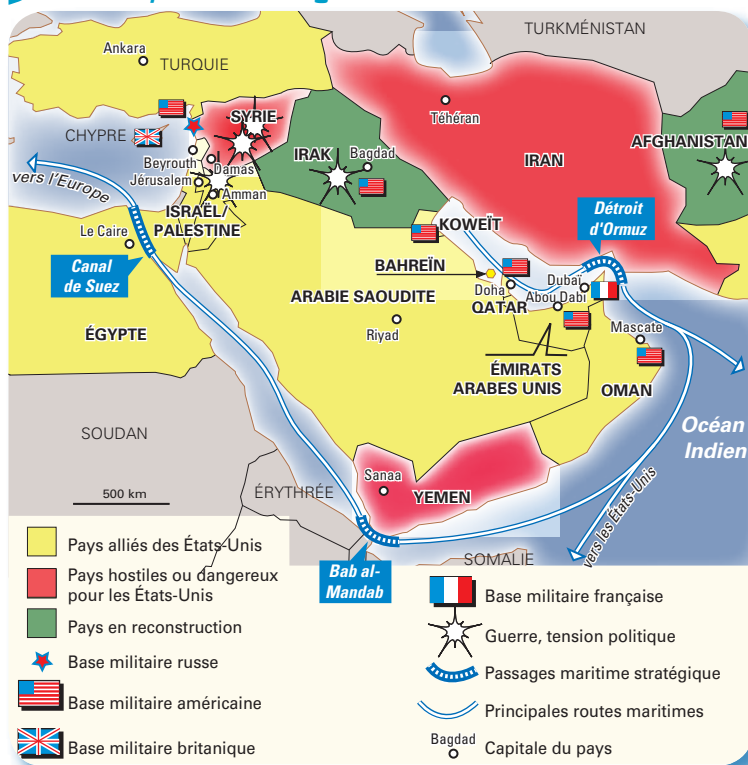 TURKMÉNISTAN
Ankara
TURQUIE
Téhéran
SYRIE
CHYPRE
AFGHANISTAN
IRAK
Bagdad
IRAN
Beyrouth
Damas
Jérusalem
Amman
vers l'Europe
ISRAËL/
PALESTINE
KOWEÏT
Détroit
d'Ormuz
Le Caire
Canal
de Suez
BAHREÏN
Dubaï
Doha
Abou Dabi
ARABIE SAOUDITE
QATAR
Riyad
Mascate
ÉGYPTE
ÉMIRATS
ARABES UNIS
OMAN
Océan
Indien
SOUDAN
Sanaa
YEMEN
500 km
ÉRYTHRÉE
vers les États-Unis
SOMALIE
Bab al-
Mandab
Pays alliés des États-Unis
Pays hostiles ou dangereux
pour les États-Unis
Pays en reconstruction
Base militaire russe
Base militaire américaine
Base militaire britanique
Base militaire française
Guerre, tension politique
Passages maritime stratégique
Principales routes maritimes
Bagdad
Capitale du pays